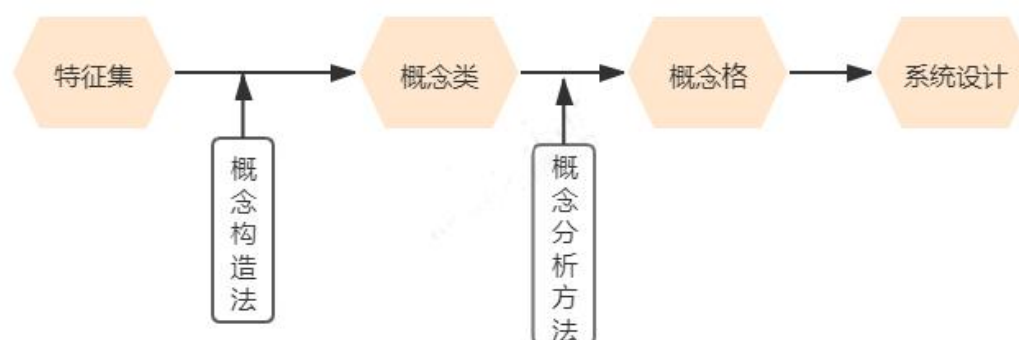 特征集
概念类
概念格
系统设计
概念构造法
概念分析方法